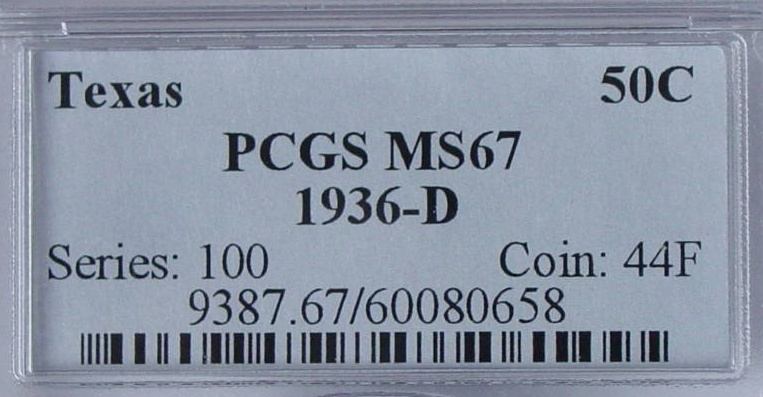 Texas 50C
PCGS MS67
1936-D
Series: 100 Coin: 44F
9387.67/60080658